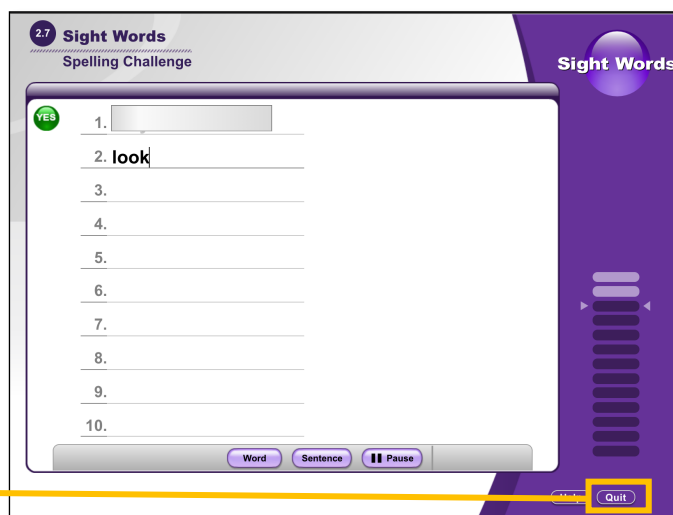 2.7 Sight Words
Spelling Challenge
Sight Words
YES
1.
2. look
3.
4.
5.
6.
7.
8.
9.
10.
Word Sentence Pause
Quit